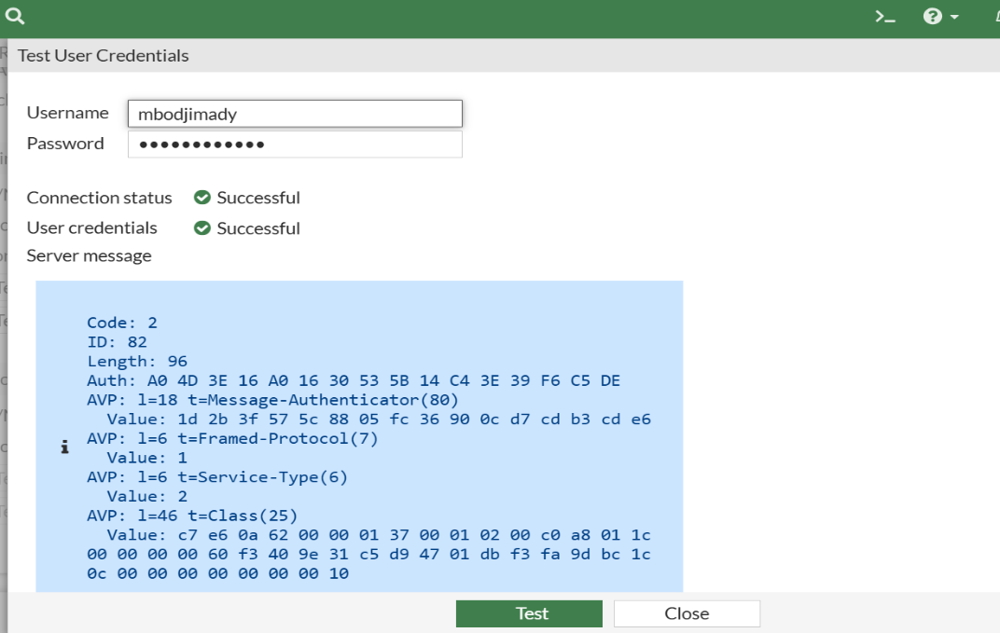 Test User Credentials
Username mbodjimady
Password ●●●●●●●●●●●●
Connection status Successful
User credentials Successful
Server message
Code: 2
ID: 82
Length: 96
Auth: A0 4D 3E 16 A0 16 30 53 5B 14 C4 3E 39 F6 C5 DE
AVP: l=18 t=Message-Authenticator(80)
Value: 1d 2b 3f 57 5c 88 05 fc 36 90 0c d7 cd b3 cd e6
AVP: l=6 t=Framed-Protocol(7)
Value: 1
AVP: l=6 t=Service-Type(6)
Value: 2
AVP: l=46 t=Class(25)
Value: c7 e6 0a 62 00 00 01 37 00 01 02 00 c0 a8 01 1c
00 00 00 00 60 f3 40 9e 31 c5 d9 47 01 db f3 fa 9d bc 1c
0c 00 00 00 00 00 00 00 10
Test Close